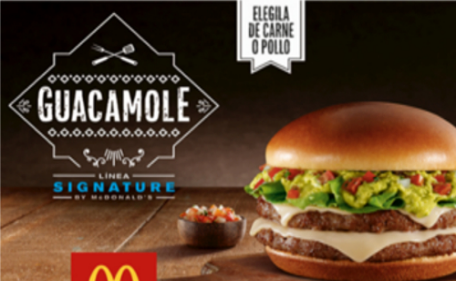 ELEGILA
DE CARNE
O POLLO
GUACAMOLE
LÍNEA
SIGNATURE
BY McDONALD'S